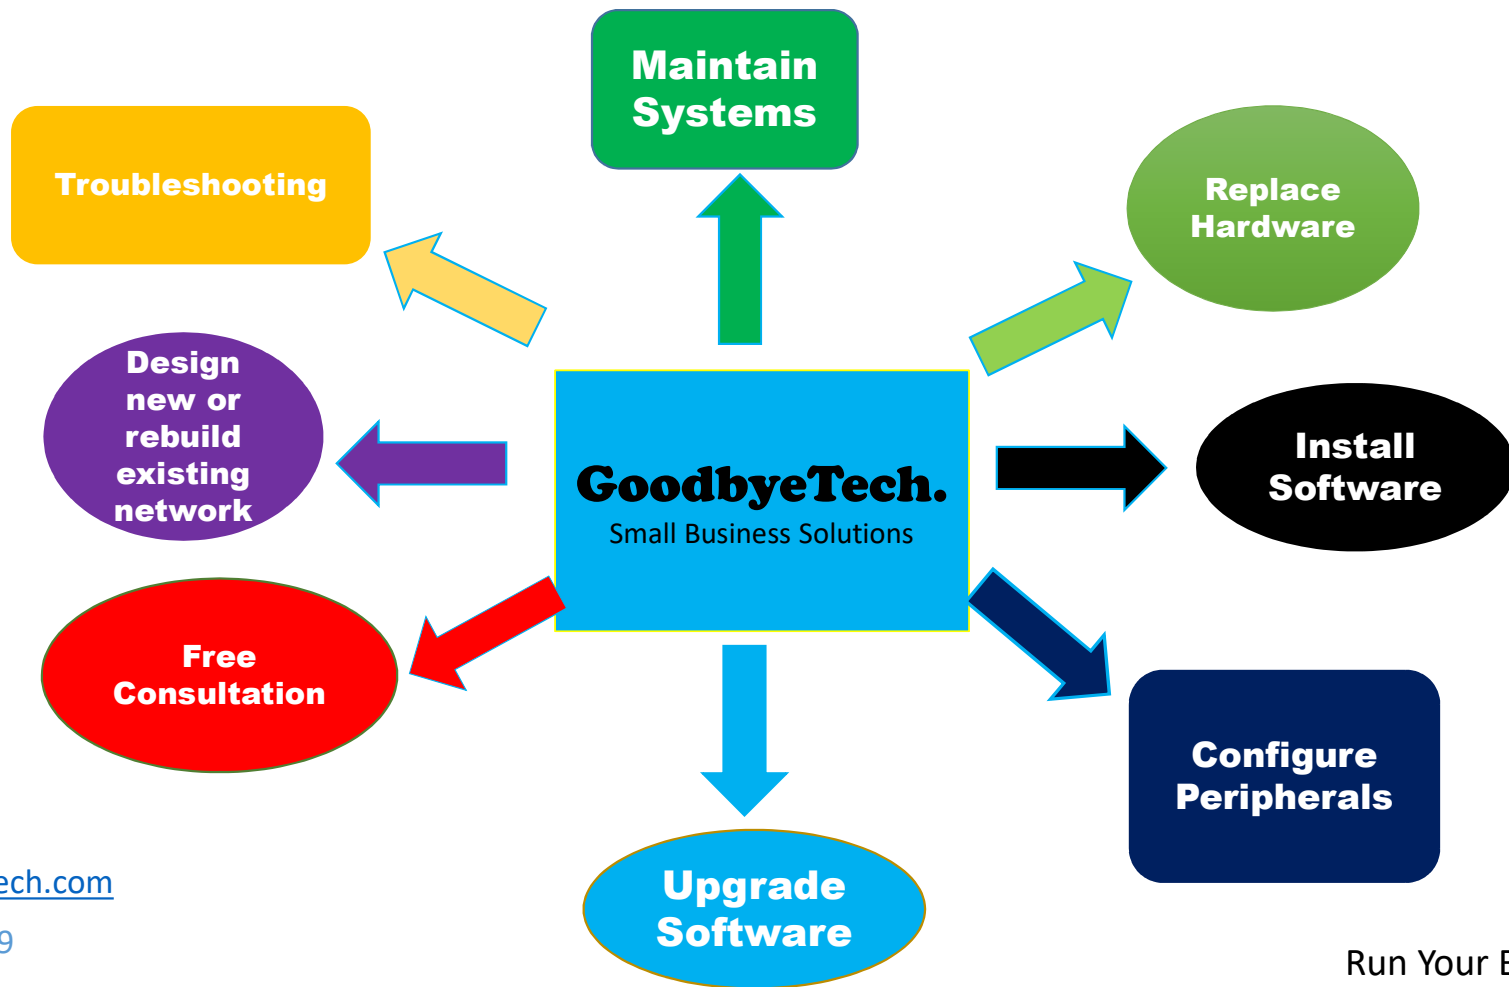 Maintain
Systems
Troubleshooting
Replace
Hardware
Design
new or
rebuild
existing
network
GoodbyeTech.
Small Business Solutions
Install
Software
Free
Consultation
Configure
Peripherals
Upgrade
Software
ech.com
9
Run Your